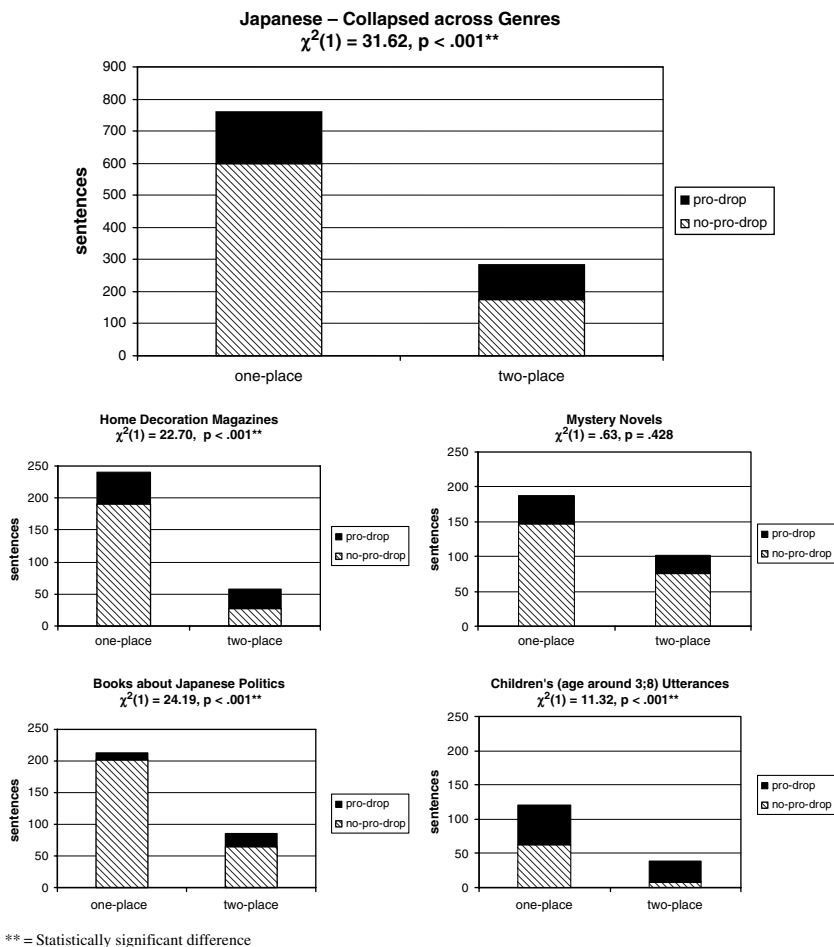 Japanese – Collapsed across Genres
χ²(1) = 31.62, p < .001**
900
800
700
600
500
400
300
200
100
0
sentences
one-place
two-place
pro-drop
no-pro-drop
Home Decoration Magazines
χ²(1) = 22.70, p < .001**
250
200
150
100
50
0
sentences
one-place
two-place
pro-drop
no-pro-drop
Mystery Novels
χ²(1) = .63, p = .428
250
200
150
100
50
0
sentences
one-place
two-place
pro-drop
no-pro-drop
Books about Japanese Politics
χ²(1) = 24.19, p < .001**
250
200
150
100
50
0
sentences
one-place
two-place
pro-drop
no-pro-drop
Children's (age around 3;8) Utterances
χ²(1) = 11.32, p < .001**
250
200
150
100
50
0
sentences
one-place
two-place
pro-drop
no-pro-drop
** = Statistically significant difference